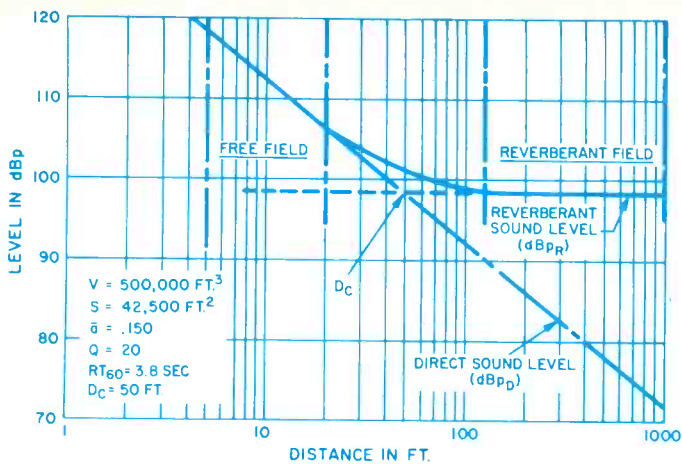 120
110
100
90
80
70
LEVEL IN dBp
FREE FIELD
REVERBERANT FIELD
REVERBERANT
SOUND LEVEL
(dBpR)
DC
V = 500,000 FT.³
S = 42,500 FT.²
ā = .150
Q = 20
RT60 = 3.8 SEC
DC = 50 FT.
DIRECT SOUND LEVEL
(dBpD)
1
10
100
1000
DISTANCE IN FT.